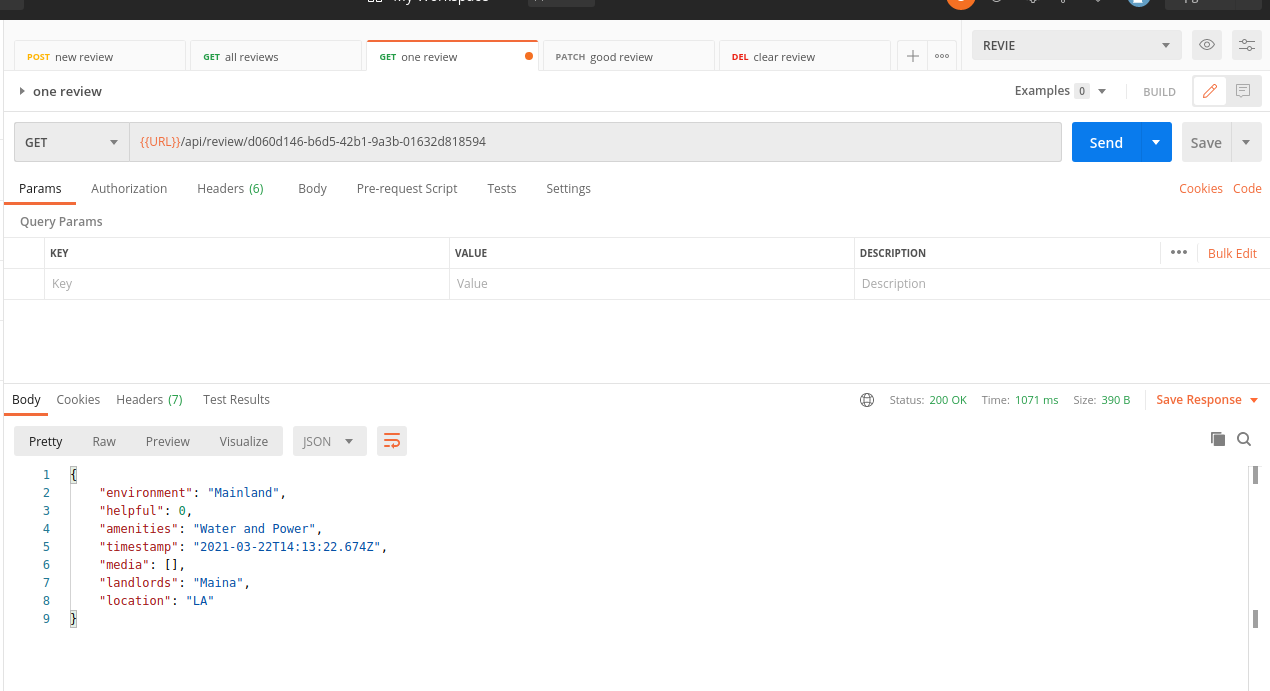 My Workspace
POST new review GET all reviews GET one review PATCH good review DEL clear review REVIE
one review Examples 0 BUILD
GET {{URL}}/api/review/d060d146-b6d5-42b1-9a3b-01632d818594 Send Save
Params Authorization Headers (6) Body Pre-request Script Tests Settings Cookies Code
Query Params
KEY VALUE DESCRIPTION Bulk Edit
Key Value Description
Body Cookies Headers (7) Test Results Status: 200 OK Time: 1071 ms Size: 390 B Save Response
Pretty Raw Preview Visualize JSON
1 {
2 "environment": "Mainland",
3 "helpful": 0,
4 "amenities": "Water and Power",
5 "timestamp": "2021-03-22T14:13:22.674Z",
6 "media": [],
7 "landlords": "Maina",
8 "location": "LA"
9 }